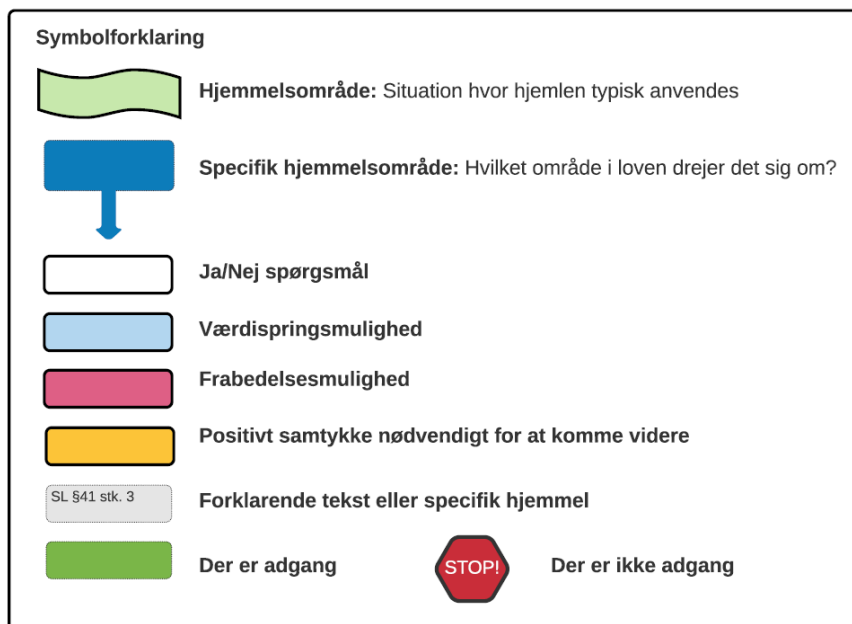 Symbolforklaring
Hjemmelsområde: Situation hvor hjemlen typisk anvendes
Specifik hjemmelsområde: Hvilket område i loven drejer det sig om?
Ja/Nej spørgsmål
Værdispringsmulighed
Frabedelsesmulighed
Positivt samtykke nødvendigt for at komme videre
SL §41 stk. 3
Forklarende tekst eller specifik hjemmel
Der er adgang
STOP!
Der er ikke adgang